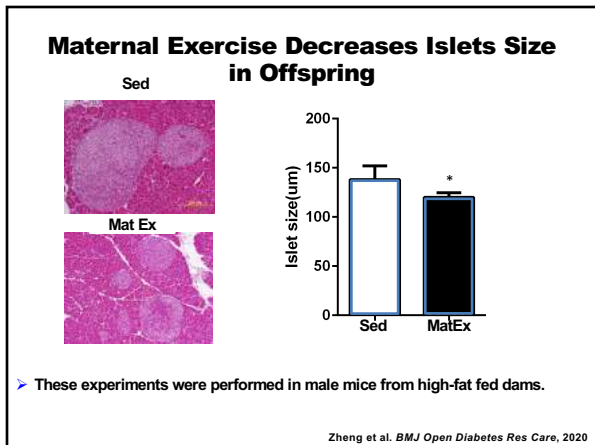 Maternal Exercise Decreases Islets Size
in Offspring
Sed
Mat Ex
Islet size(um)
200
150
100
50
0
*
Sed
MatEx
➢ These experiments were performed in male mice from high-fat fed dams.
Zheng et al. BMJ Open Diabetes Res Care, 2020